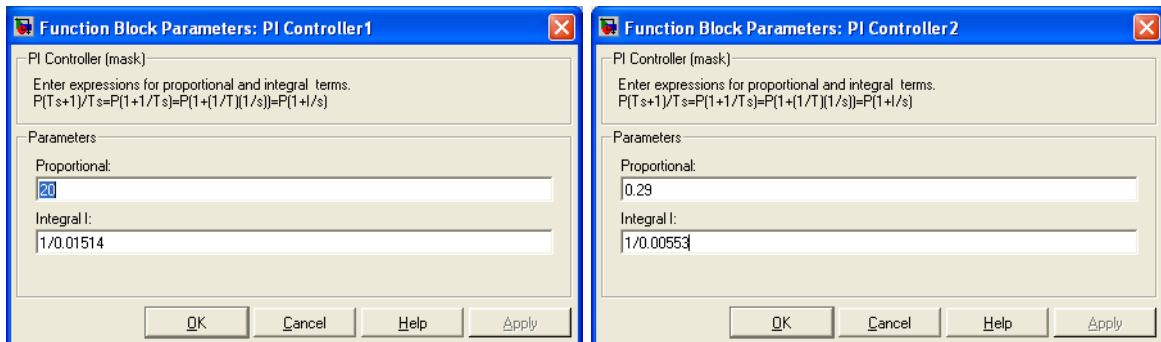 Function Block Parameters: PI Controller1
PI Controller (mask)
Enter expressions for proportional and integral terms.
P(Ts+1)/Ts=P(1+1/Ts)=P(1+(1/T)(1/s))=P(1+I/s)
Parameters
Proportional:
20
Integral I:
1/0.01514
OK Cancel Help Apply
Function Block Parameters: PI Controller2
PI Controller (mask)
Enter expressions for proportional and integral terms.
P(Ts+1)/Ts=P(1+1/Ts)=P(1+(1/T)(1/s))=P(1+I/s)
Parameters
Proportional:
0.29
Integral I:
1/0.00553
OK Cancel Help Apply